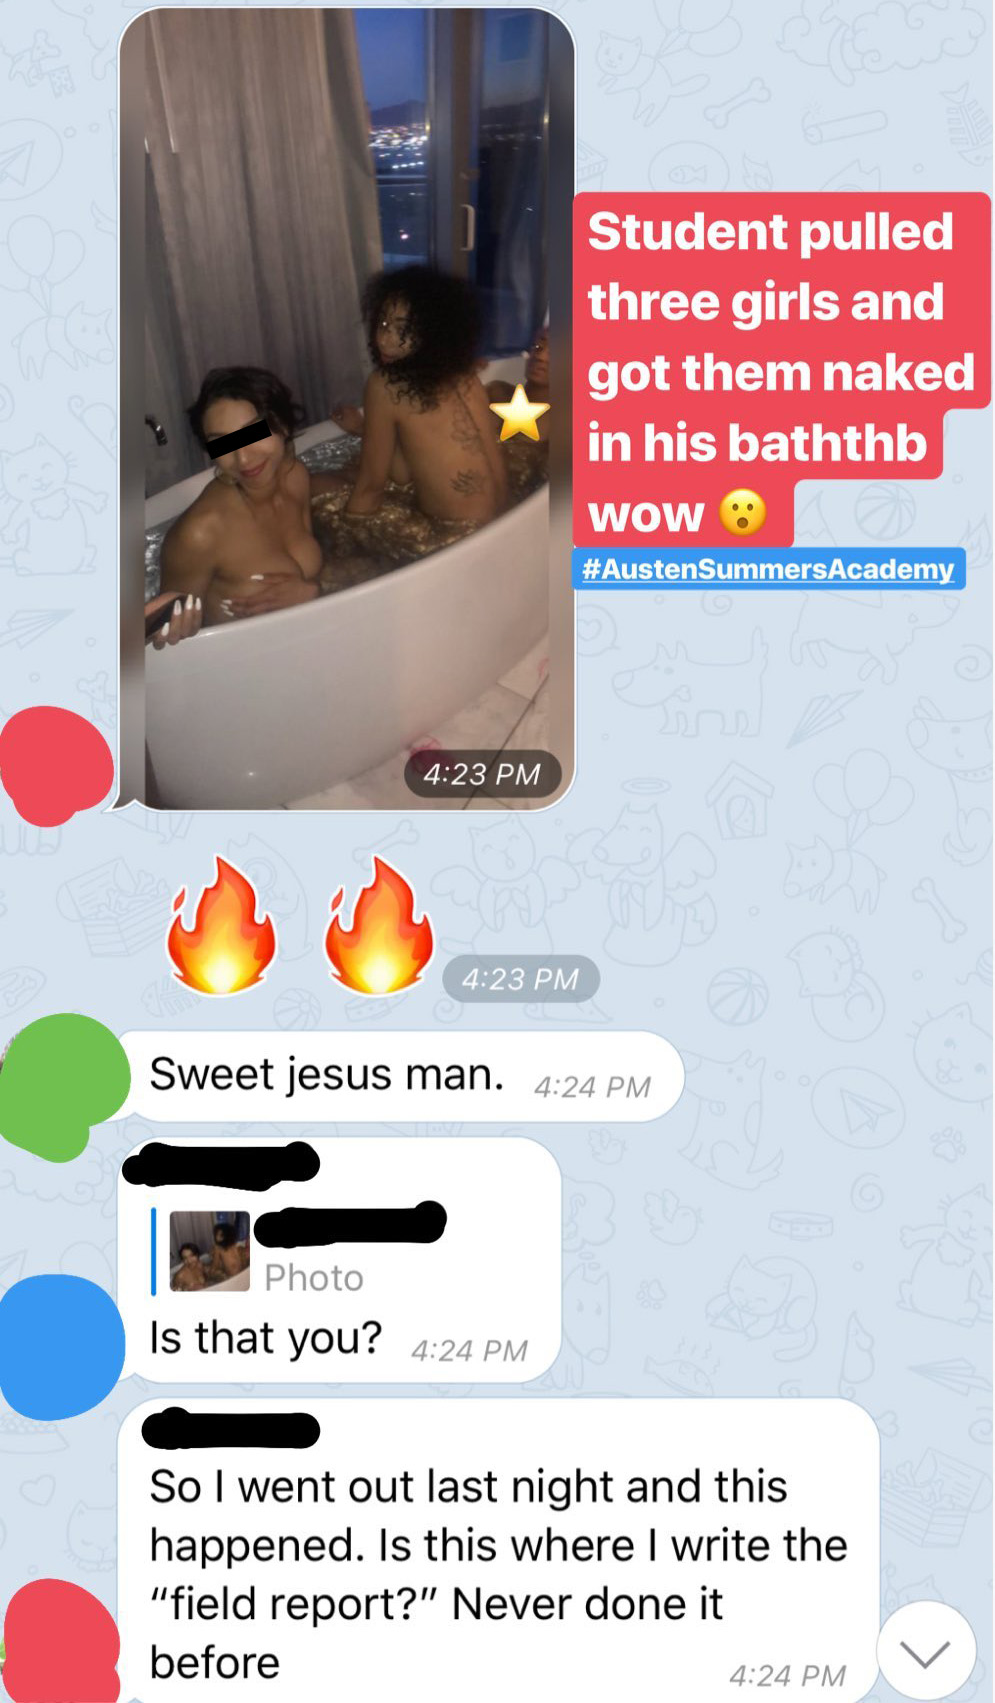 Student pulled
three girls and
got them naked
in his baththb
wow 😮
#AustenSummersAcademy
4:23 PM
🔥 🔥 4:23 PM
Sweet jesus man. 4:24 PM
Photo
Is that you? 4:24 PM
So I went out last night and this
happened. Is this where I write the
“field report?” Never done it
before 4:24 PM